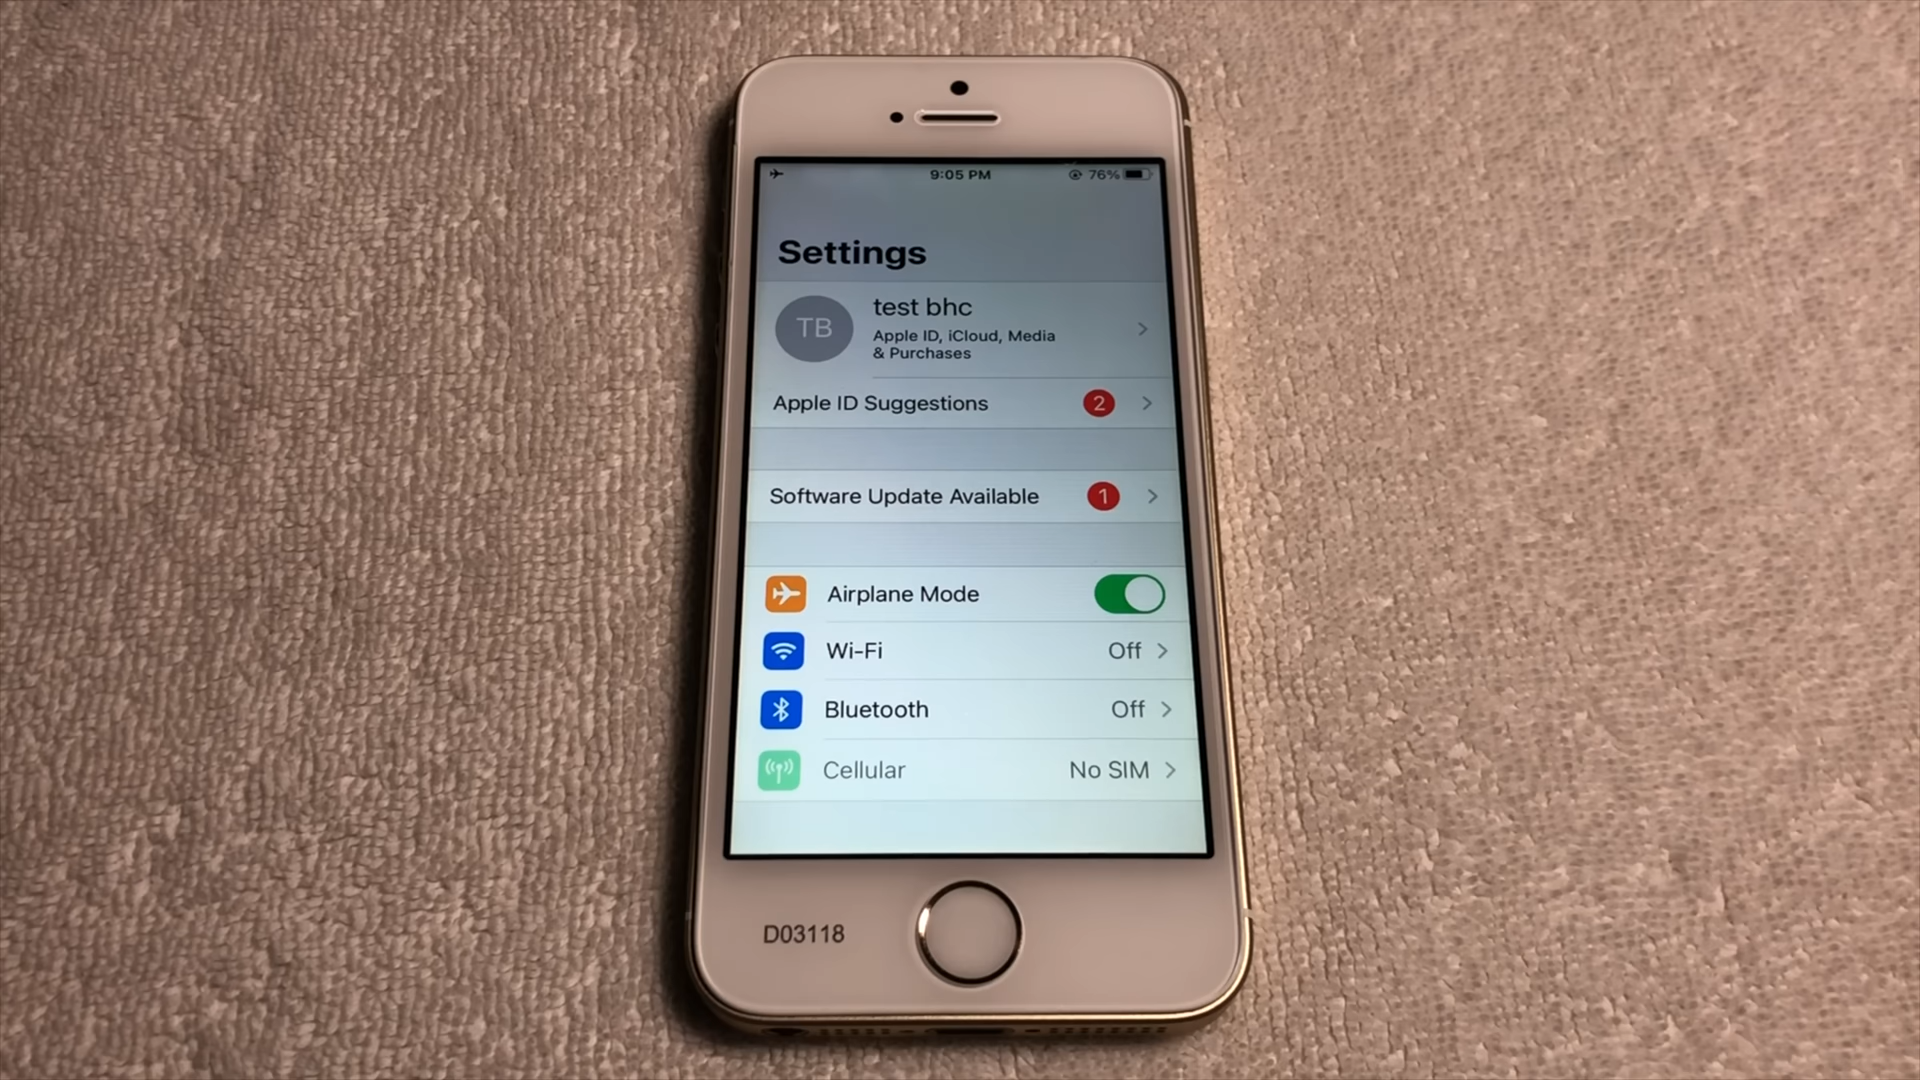 9:05 PM
76%
Settings
TB
test bhc
Apple ID, iCloud, Media
& Purchases
Apple ID Suggestions 2
Software Update Available 1
Airplane Mode
Wi-Fi Off
Bluetooth Off
Cellular No SIM
D03118